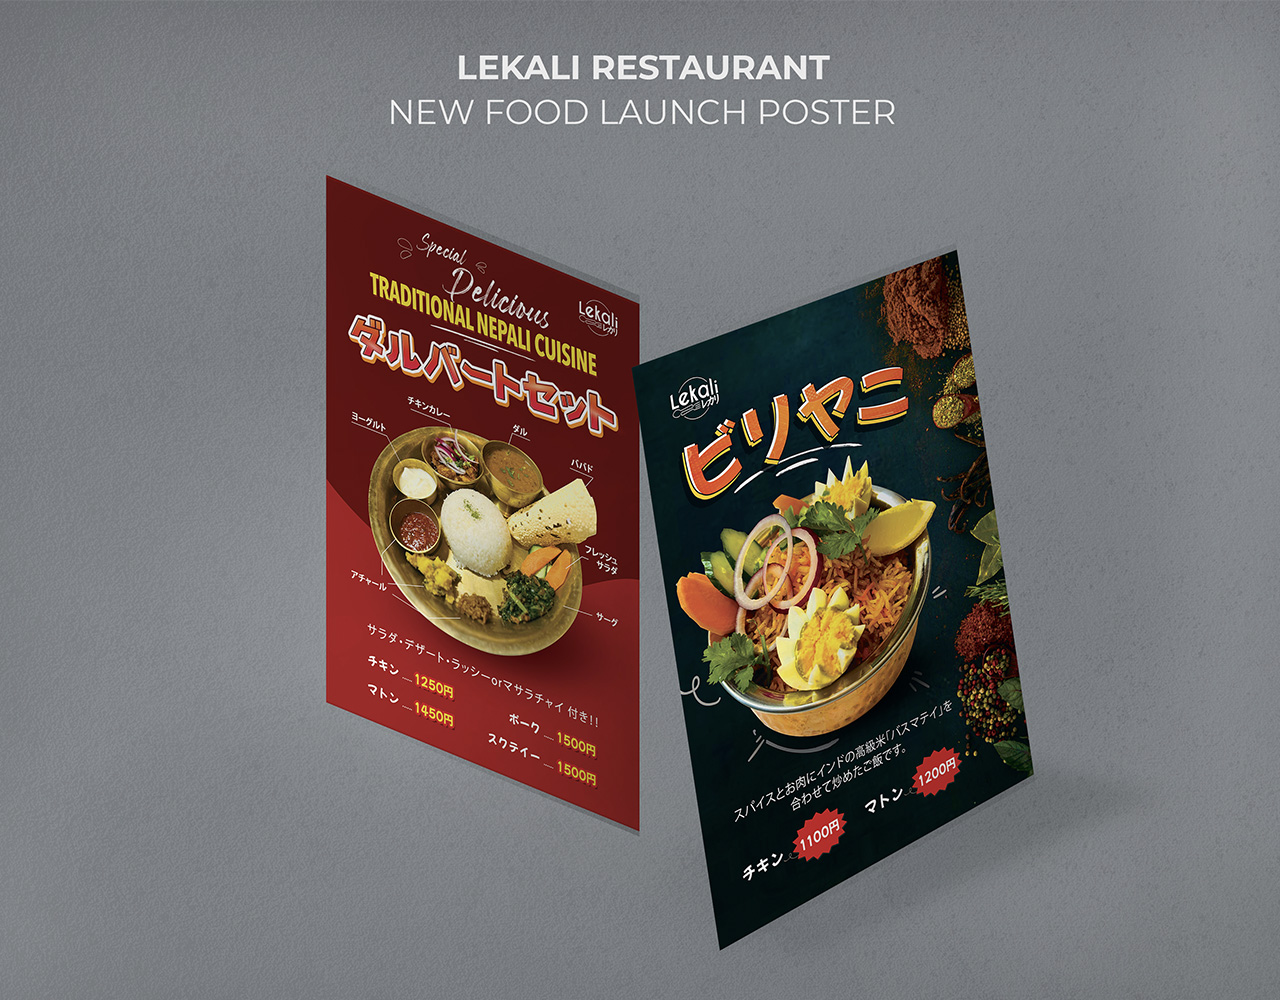 LEKALI RESTAURANT
NEW FOOD LAUNCH POSTER
Special
Delicious
TRADITIONAL NEPALI CUISINE
Lekali
レカリ
ダルバートセット
チキンカレー
ヨーグルト
ダル
パパド
フレッシュ
サラダ
アチャール
サーグ
サラダ・デザート・ラッシーorマサラチャイ 付き!!
チキン 1250円
マトン 1450円
ポーク 1500円
スクテイー 1500円
Lekali
レカリ
ビリヤニ
スパイスとお肉にインドの高級米「バスマテイ」を
合わせて炒めたご飯です。
チキン 1100円
マトン 1200円